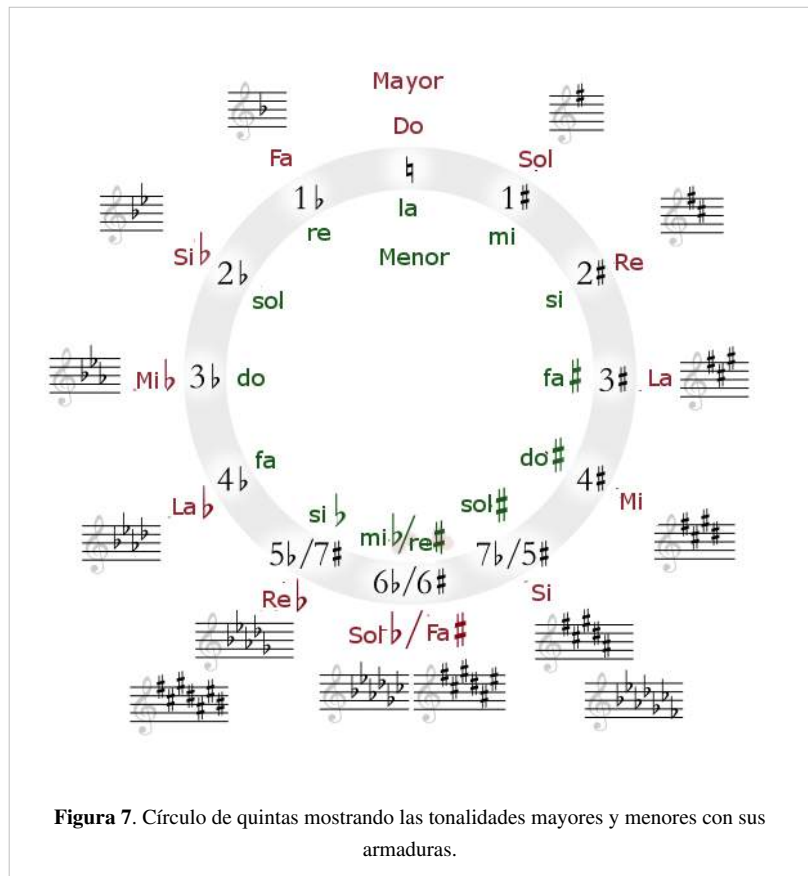 Mayor
Do
Fa
Sol
♮
1♭
1♯
la
re
mi
Menor
Si♭
Re
2♭
2♯
sol
si
Mi♭
3♭
do
fa♯
3♯
La
fa
do♯
La♭
4♭
4♯
Mi
si♭
sol♯
mi♭/re♯
5♭/7♯
7♭/5♯
6♭/6♯
Re♭
Si
Sol♭/Fa♯
Figura 7. Círculo de quintas mostrando las tonalidades mayores y menores con sus
armaduras.